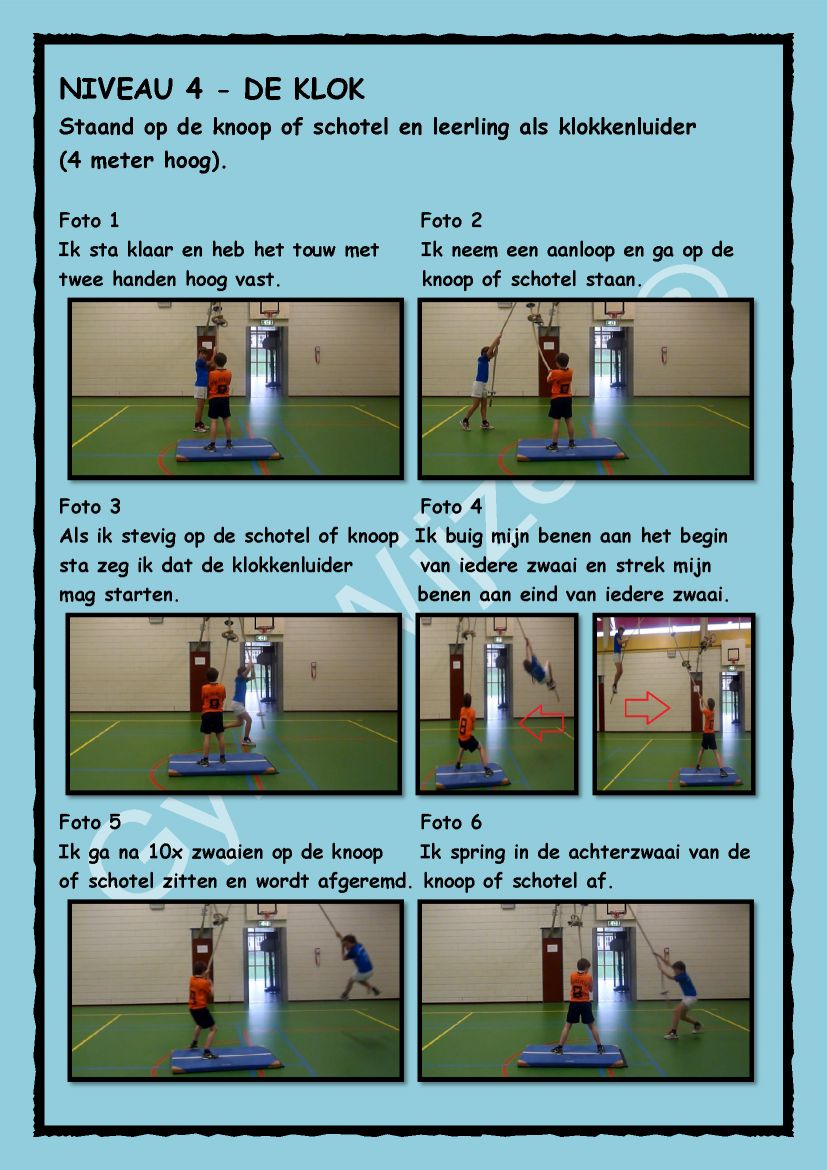 NIVEAU 4 - DE KLOK
Staand op de knoop of schotel en leerling als klokkenluider
(4 meter hoog).
Foto 1
Ik sta klaar en heb het touw met
twee handen hoog vast.
Foto 2
Ik neem een aanloop en ga op de
knoop of schotel staan.
Foto 3
Als ik stevig op de schotel of knoop
sta zeg ik dat de klokkenluider
mag starten.
Foto 4
Ik buig mijn benen aan het begin
van iedere zwaai en strek mijn
benen aan eind van iedere zwaai.
Foto 5
Ik ga na 10x zwaaien op de knoop
of schotel zitten en wordt afgeremd.
Foto 6
Ik spring in de achterzwaai van de
knoop of schotel af.